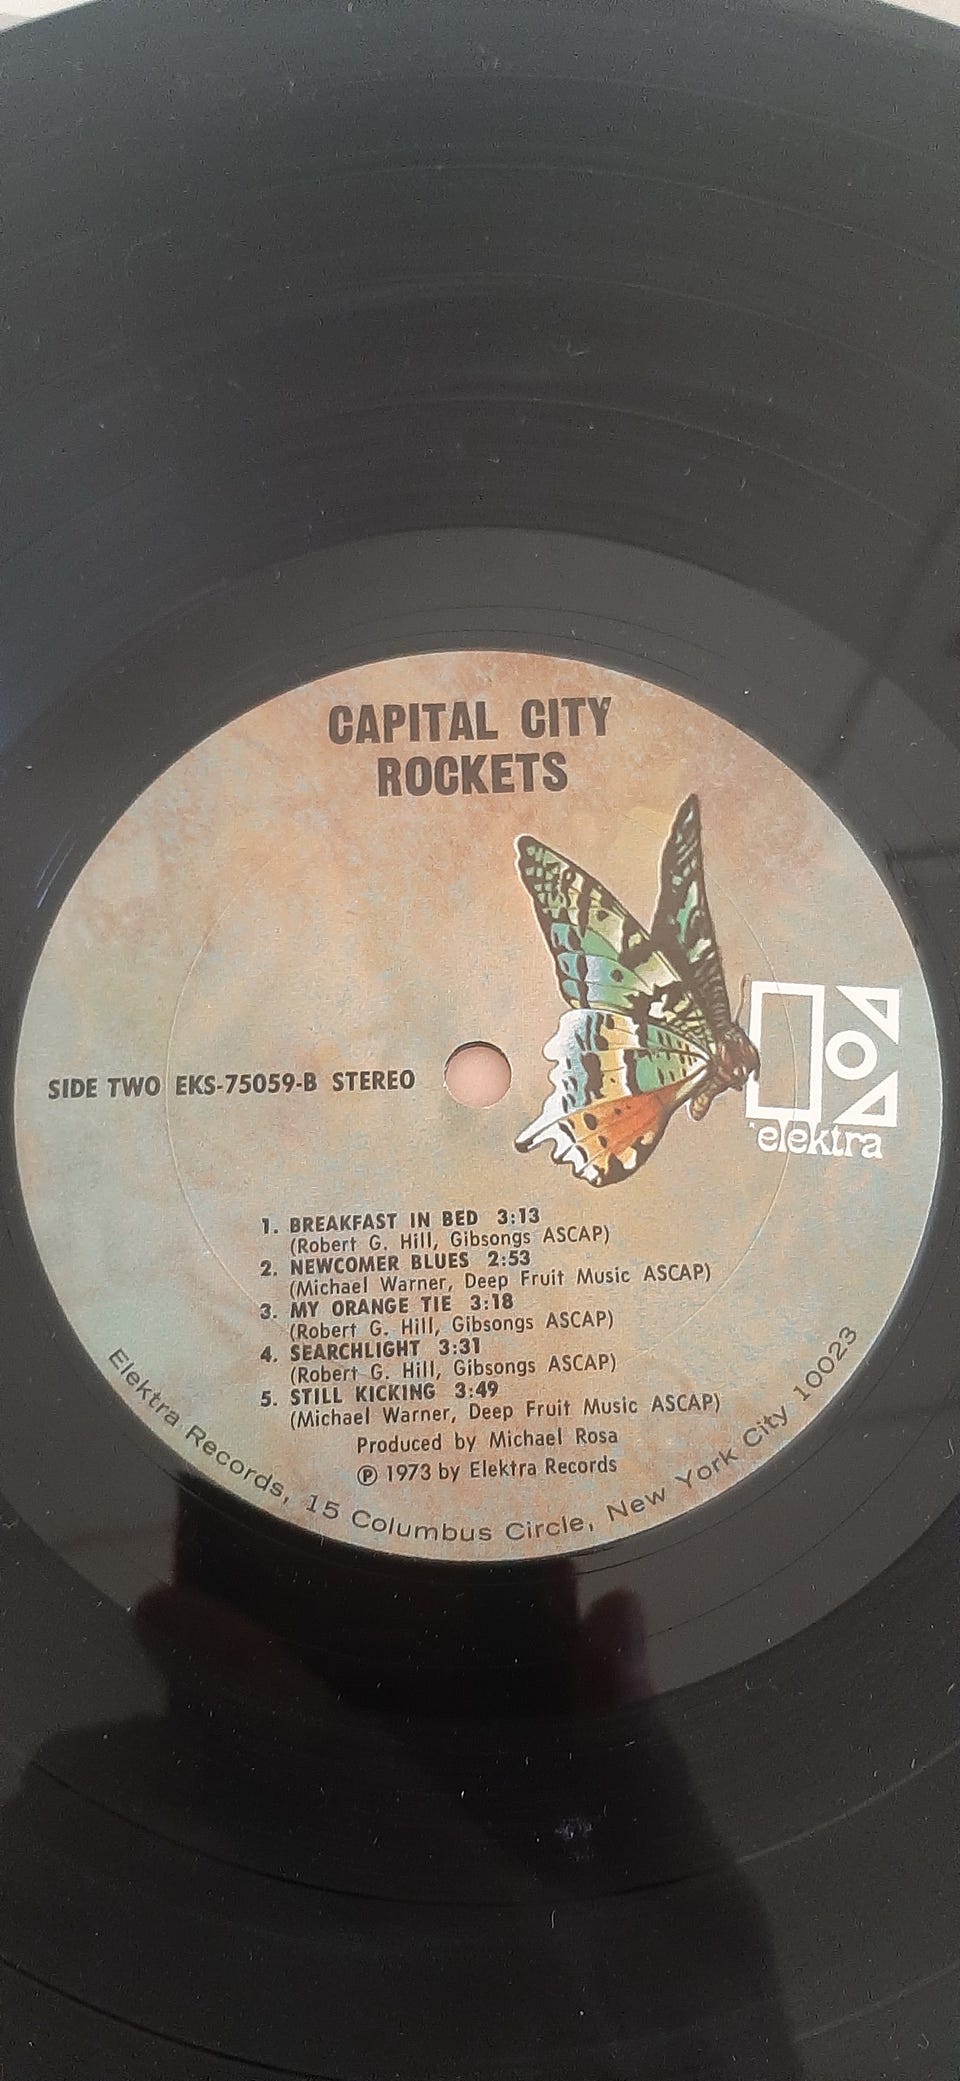 CAPITAL CITY
ROCKETS
elektra
SIDE TWO EKS-75059-B STEREO
1. BREAKFAST IN BED 3:13
(Robert G. Hill, Gibsongs ASCAP)
2. NEWCOMER BLUES 2:53
(Michael Warner, Deep Fruit Music ASCAP)
3. MY ORANGE TIE 3:18
(Robert G. Hill, Gibsongs ASCAP)
4. SEARCHLIGHT 3:31
(Robert G. Hill, Gibsongs ASCAP)
5. STILL KICKING 3:49
(Michael Warner, Deep Fruit Music ASCAP)
Produced by Michael Rosa
℗ 1973 by Elektra Records
Elektra Records, 15 Columbus Circle, New York City 10023